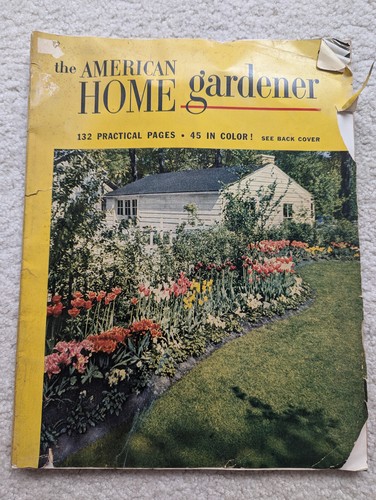 the AMERICAN
HOME gardener
132 PRACTICAL PAGES • 45 IN COLOR! SEE BACK COVER